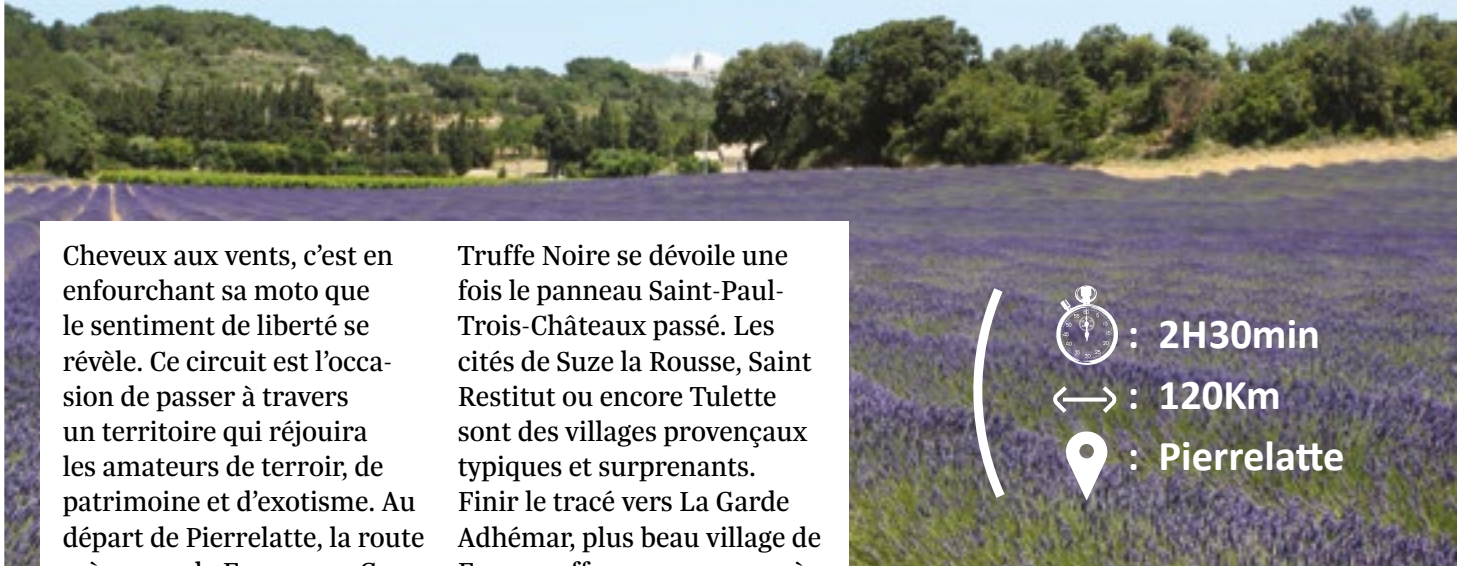 Cheveux aux vents, c’est en
enfourchant sa moto que
le sentiment de liberté se
révèle. Ce circuit est l’occa-
sion de passer à travers
un territoire qui réjouira
les amateurs de terroir, de
patrimoine et d’exotisme. Au
départ de Pierrelatte, la route
Truffe Noire se dévoile une
fois le panneau Saint-Paul-
Trois-Châteaux passé. Les
cités de Suze la Rousse, Saint
Restitut ou encore Tulette
sont des villages provençaux
typiques et surprenants.
Finir le tracé vers La Garde
Adhémar, plus beau village de
: 2H30min
: 120Km
: Pierrelatte